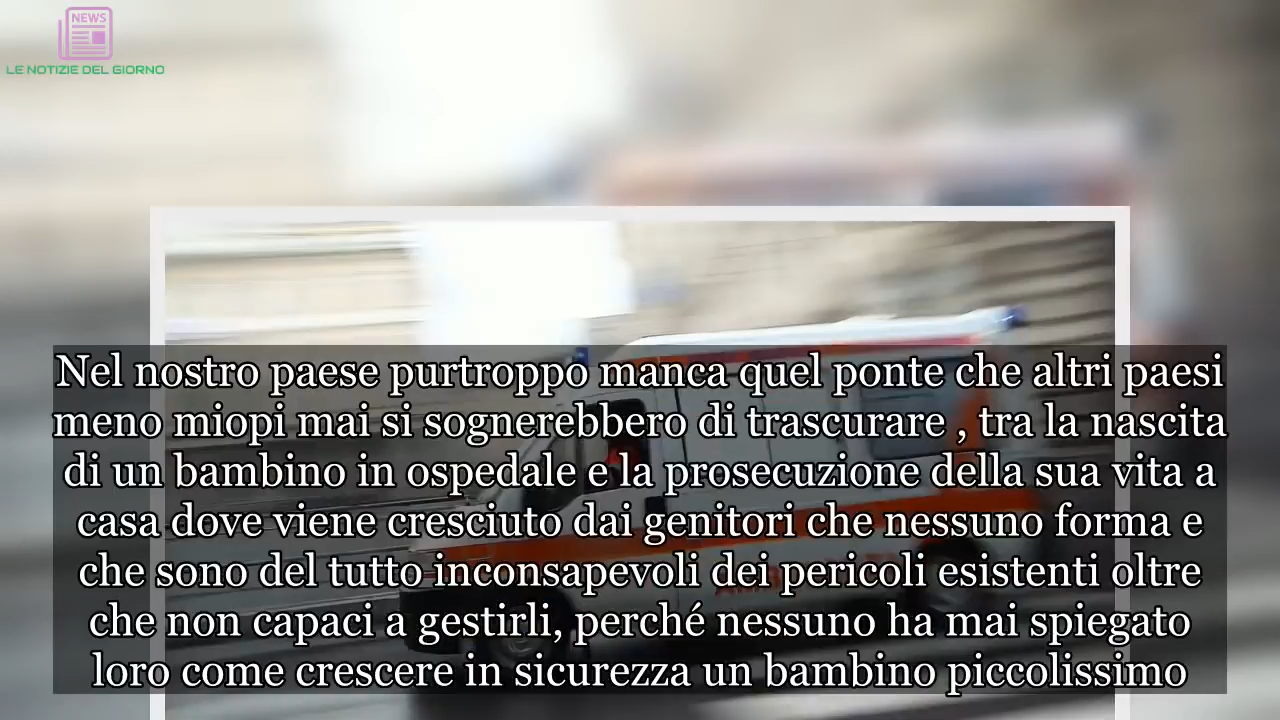 NEWS
LE NOTIZIE DEL GIORNO
Nel nostro paese purtroppo manca quel ponte che altri paesi
meno miopi mai si sognerebbero di trascurare , tra la nascita
di un bambino in ospedale e la prosecuzione della sua vita a
casa dove viene cresciuto dai genitori che nessuno forma e
che sono del tutto inconsapevoli dei pericoli esistenti oltre
che non capaci a gestirli, perché nessuno ha mai spiegato
loro come crescere in sicurezza un bambino piccolissimo